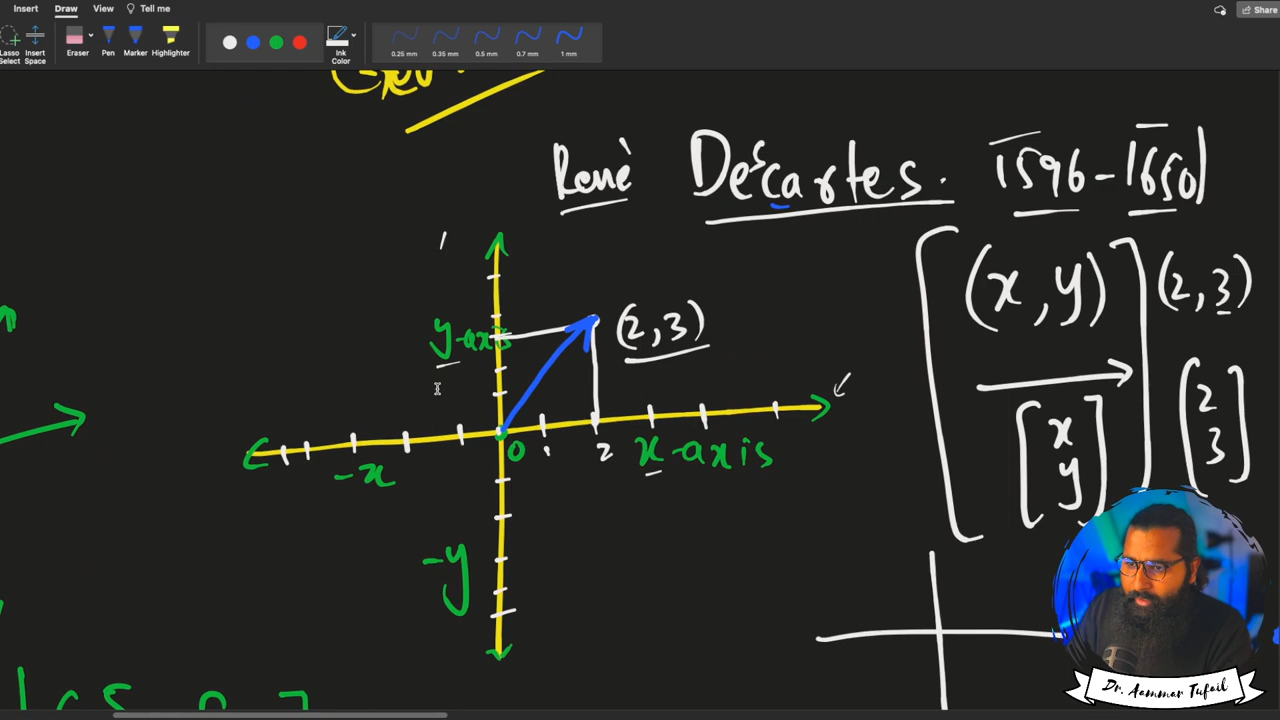 Insert Draw View Tell me
Share
Lasso Select
Insert Space
Eraser
Pen
Marker
Highlighter
Ink Color
0.25 mm 0.35 mm 0.5 mm 0.7 mm 1 mm
Renè Descartes. 1596-1650
(x,y) (2,3)
y-axis (2,3)
[x y] [2 3]
0 1 2 x-axis
-x
-y
Dr. Aammar Tufail